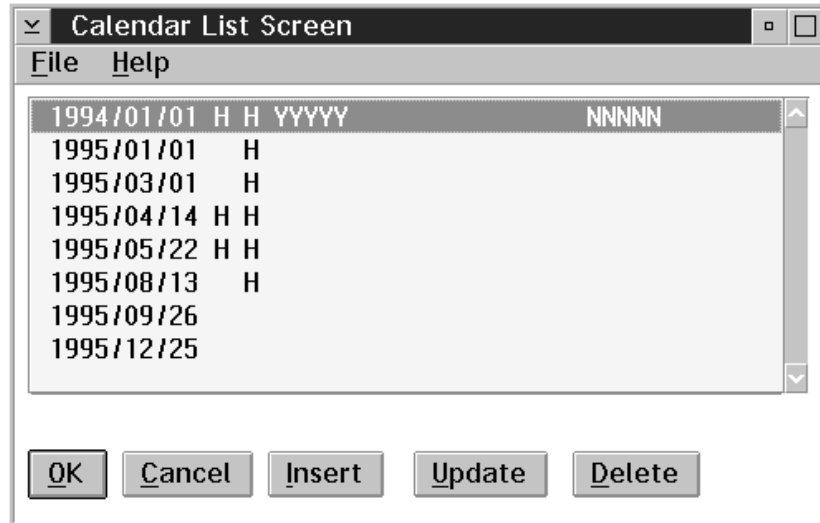 Calendar List Screen
File Help
1994/01/01 H H YYYYY NNNNN
1995/01/01 H
1995/03/01 H
1995/04/14 H H
1995/05/22 H H
1995/08/13 H
1995/09/26
1995/12/25
OK Cancel Insert Update Delete